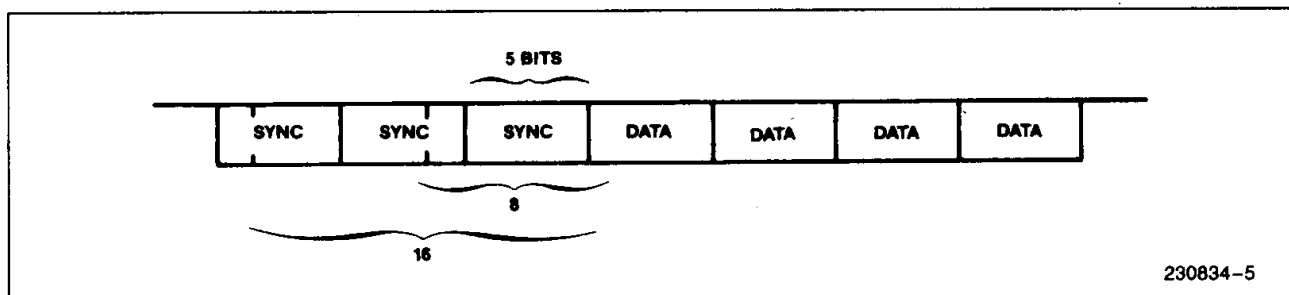 5 BITS
SYNC SYNC SYNC DATA DATA DATA DATA
8
16
230834-5